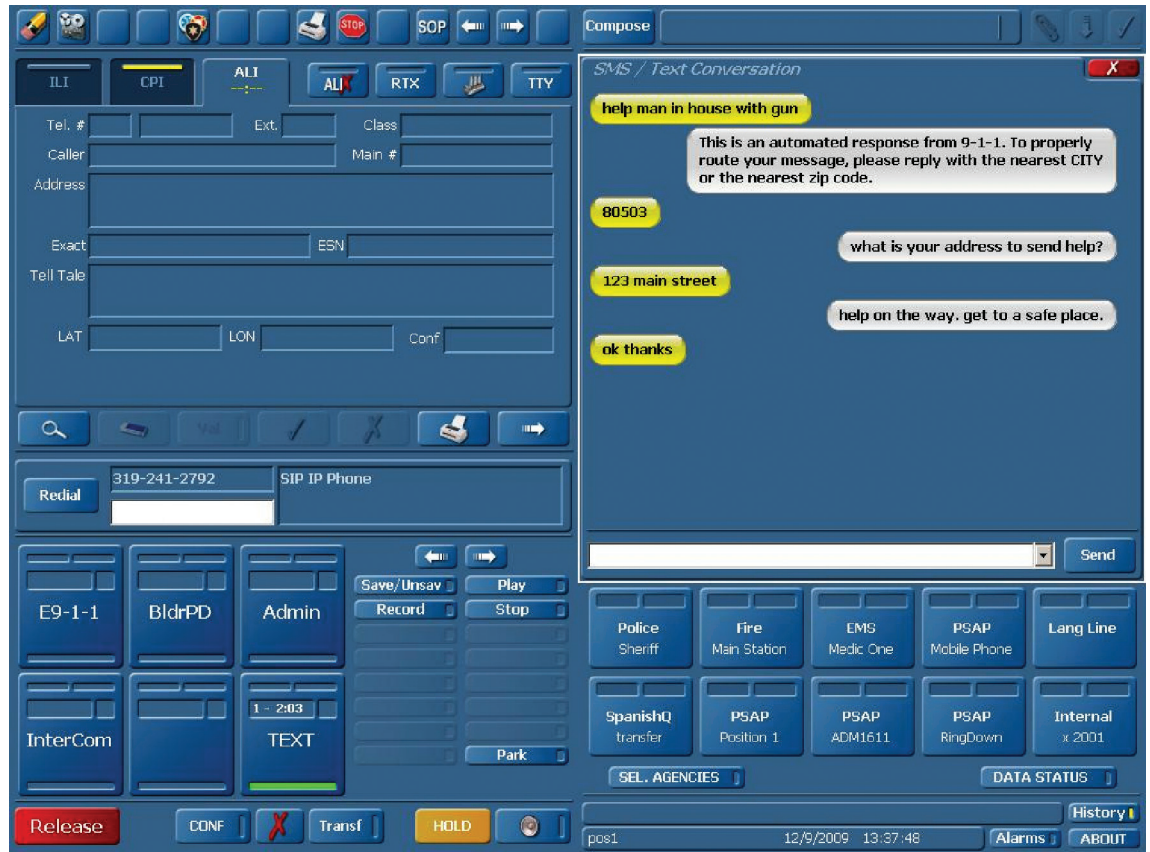 STOP
SOP
Compose
ILI
CPI
ALI
--:--
ALI
RTX
TTY
Tel. #
Ext.
Class
Caller
Main #
Address
Exact
ESN
Tell Tale
LAT
LON
Conf
Val
Redial
319-241-2792
SIP IP Phone
SMS / Text Conversation
X
help man in house with gun
This is an automated response from 9-1-1. To properly
route your message, please reply with the nearest CITY
or the nearest zip code.
80503
what is your address to send help?
123 main street
help on the way. get to a safe place.
ok thanks
Send
E9-1-1
BldrPD
Admin
InterCom
1 - 2:03
TEXT
Save/Unsav
Play
Record
Stop
Park
Police
Sheriff
Fire
Main Station
EMS
Medic One
PSAP
Mobile Phone
Lang Line
SpanishQ
transfer
PSAP
Position 1
PSAP
ADM1611
PSAP
RingDown
Internal
x 2001
SEL. AGENCIES
DATA STATUS
Release
CONF
Transf
HOLD
History
pos1
12/9/2009 13:37:48
Alarms
ABOUT